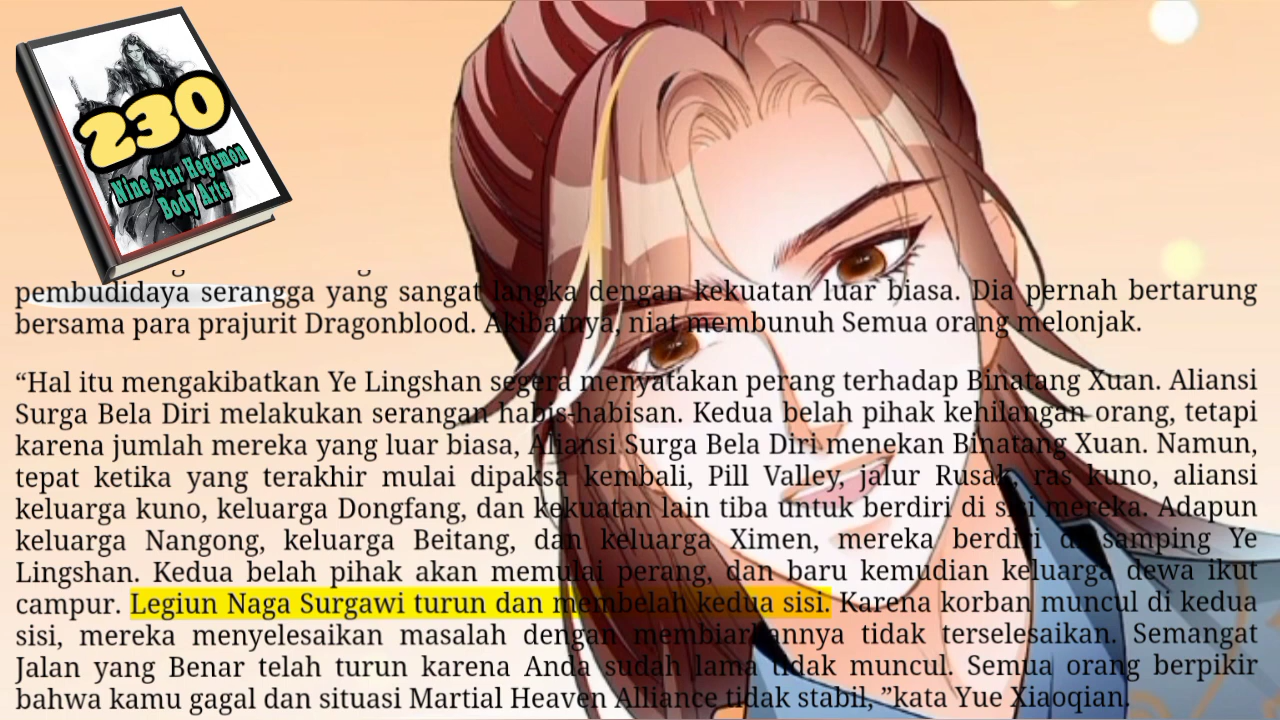 230
Nine Star Hegemon
Body Arts
pembudidaya serangga yang sangat langka dengan kekuatan luar biasa. Dia pernah bertarung
bersama para prajurit Dragonblood. Akibatnya, niat membunuh Semua orang melonjak.
“Hal itu mengakibatkan Ye Lingshan segera menyatakan perang terhadap Binatang Xuan. Aliansi
Surga Bela Diri melakukan serangan habis-habisan. Kedua belah pihak kehilangan orang, tetapi
karena jumlah mereka yang luar biasa, Aliansi Surga Bela Diri menekan Binatang Xuan. Namun,
tepat ketika yang terakhir mulai dipaksa kembali, Pill Valley, jalur Rusak, ras kuno, aliansi
keluarga kuno, keluarga Dongfang, dan kekuatan lain tiba untuk berdiri di sisi mereka. Adapun
keluarga Nangong, keluarga Beitang, dan keluarga Ximen, mereka berdiri di samping Ye
Lingshan. Kedua belah pihak akan memulai perang, dan baru kemudian keluarga dewa ikut
campur. Legiun Naga Surgawi turun dan membelah kedua sisi. Karena korban muncul di kedua
sisi, mereka menyelesaikan masalah dengan membiarkannya tidak terselesaikan. Semangat
Jalan yang Benar telah turun karena Anda sudah lama tidak muncul. Semua orang berpikir
bahwa kamu gagal dan situasi Martial Heaven Alliance tidak stabil, ”kata Yue Xiaoqian.